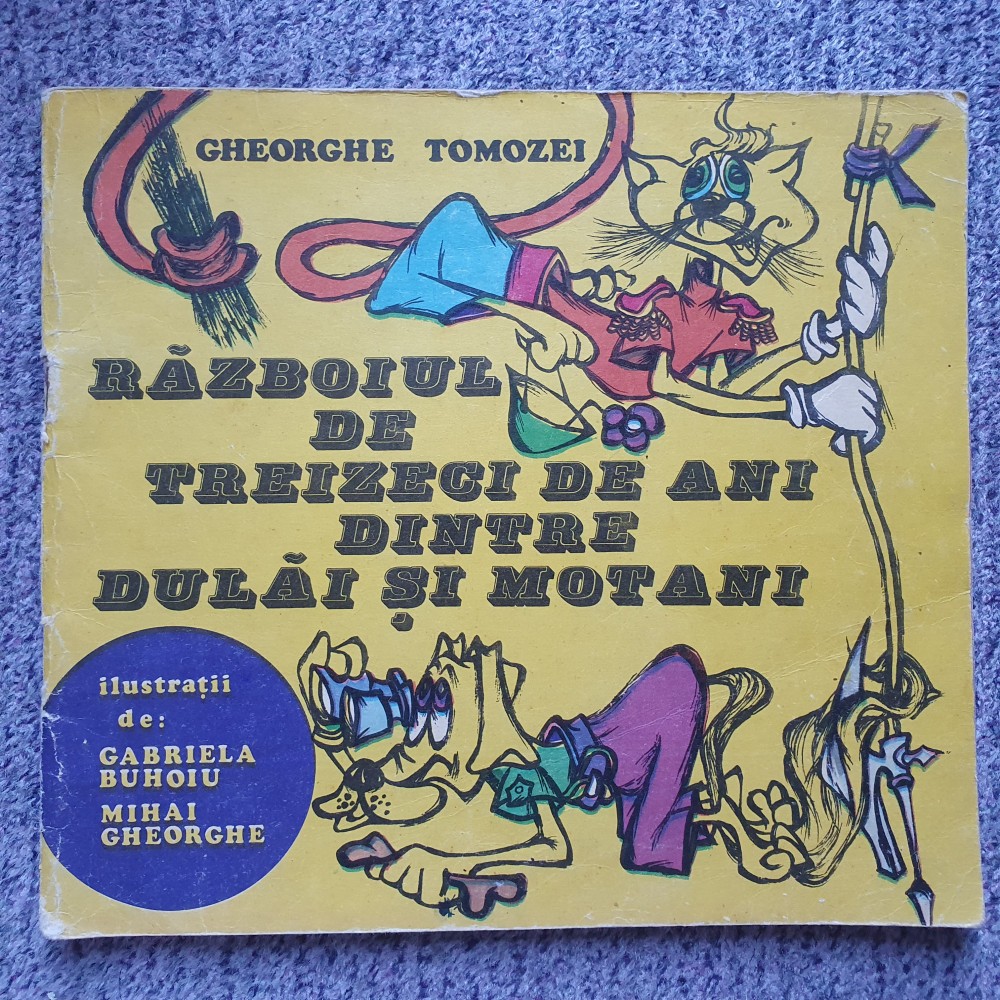 GHEORGHE TOMOZEI
RĂZBOIUL
DE
TREIZECI DE ANI
DINTRE
DULĂI ȘI MOTANI
ilustrații
de:
GABRIELA
BUHOIU
MIHAI
GHEORGHE